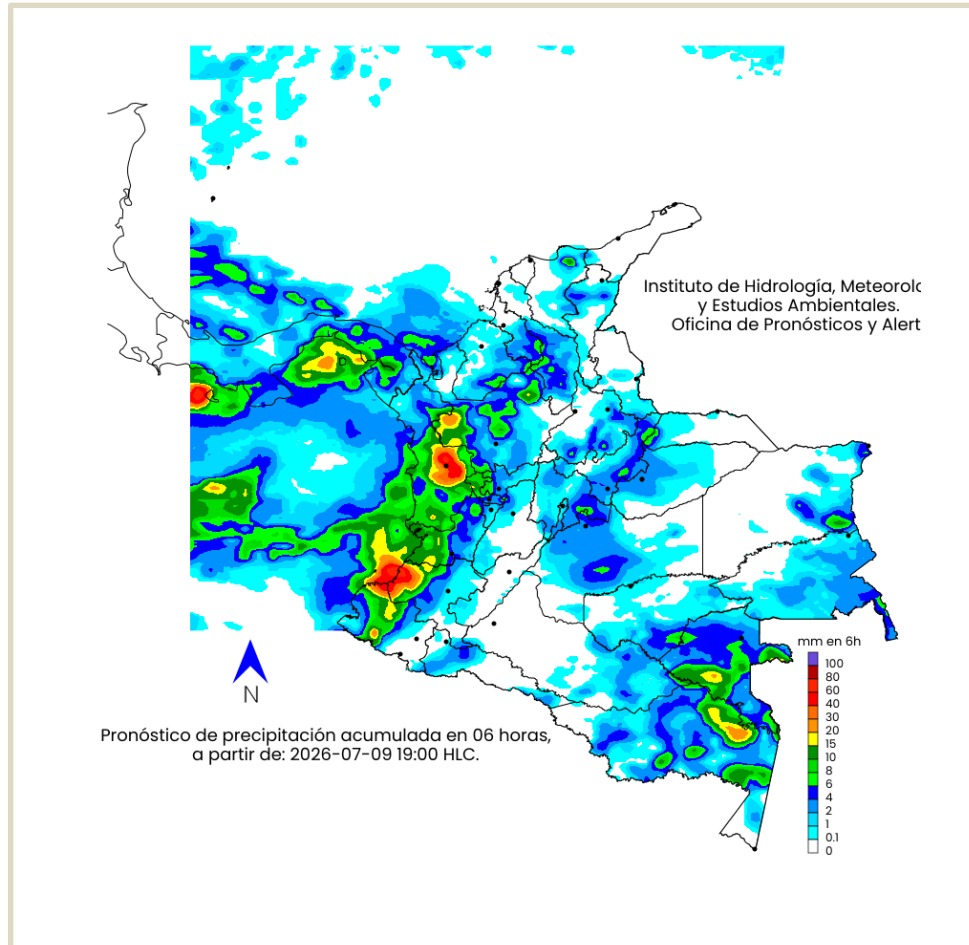 Instituto de Hidrología, Meteorolo
y Estudios Ambientales.
Oficina de Pronósticos y Alert
mm en 6h
100
80
60
40
30
20
15
10
8
6
4
2
1
0.1
0
N
Pronóstico de precipitación acumulada en 06 horas,
a partir de: 2026-07-09 19:00 HLC.